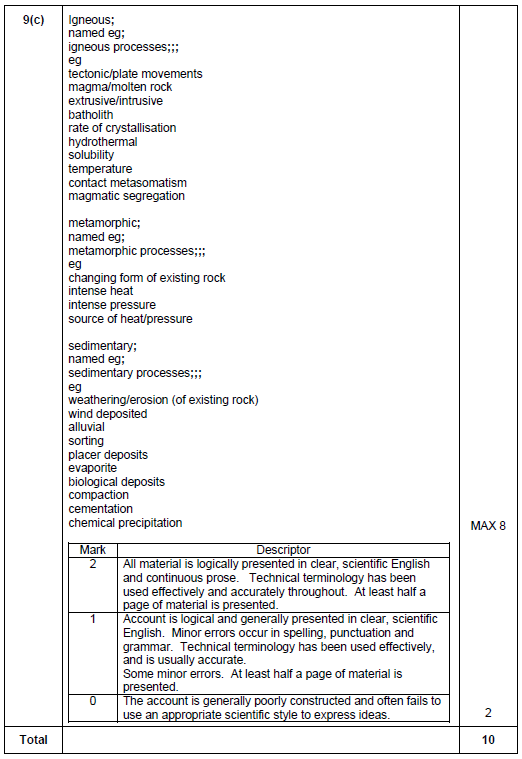 9(c)
Igneous;
named eg;
igneous processes;;;
eg
tectonic/plate movements
magma/molten rock
extrusive/intrusive
batholith
rate of crystallisation
hydrothermal
solubility
temperature
contact metasomatism
magmatic segregation
metamorphic;
named eg;
metamorphic processes;;;
eg
changing form of existing rock
intense heat
intense pressure
source of heat/pressure
sedimentary;
named eg;
sedimentary processes;;;
eg
weathering/erosion (of existing rock)
wind deposited
alluvial
sorting
placer deposits
evaporite
biological deposits
compaction
cementation
chemical precipitation
MAX 8
Mark Descriptor
2 All material is logically presented in clear, scientific English
and continuous prose. Technical terminology has been
used effectively and accurately throughout. At least half a
page of material is presented.
1 Account is logical and generally presented in clear, scientific
English. Minor errors occur in spelling, punctuation and
grammar. Technical terminology has been used effectively,
and is usually accurate.
Some minor errors. At least half a page of material is
presented.
0 The account is generally poorly constructed and often fails to
use an appropriate scientific style to express ideas.
2
Total 10